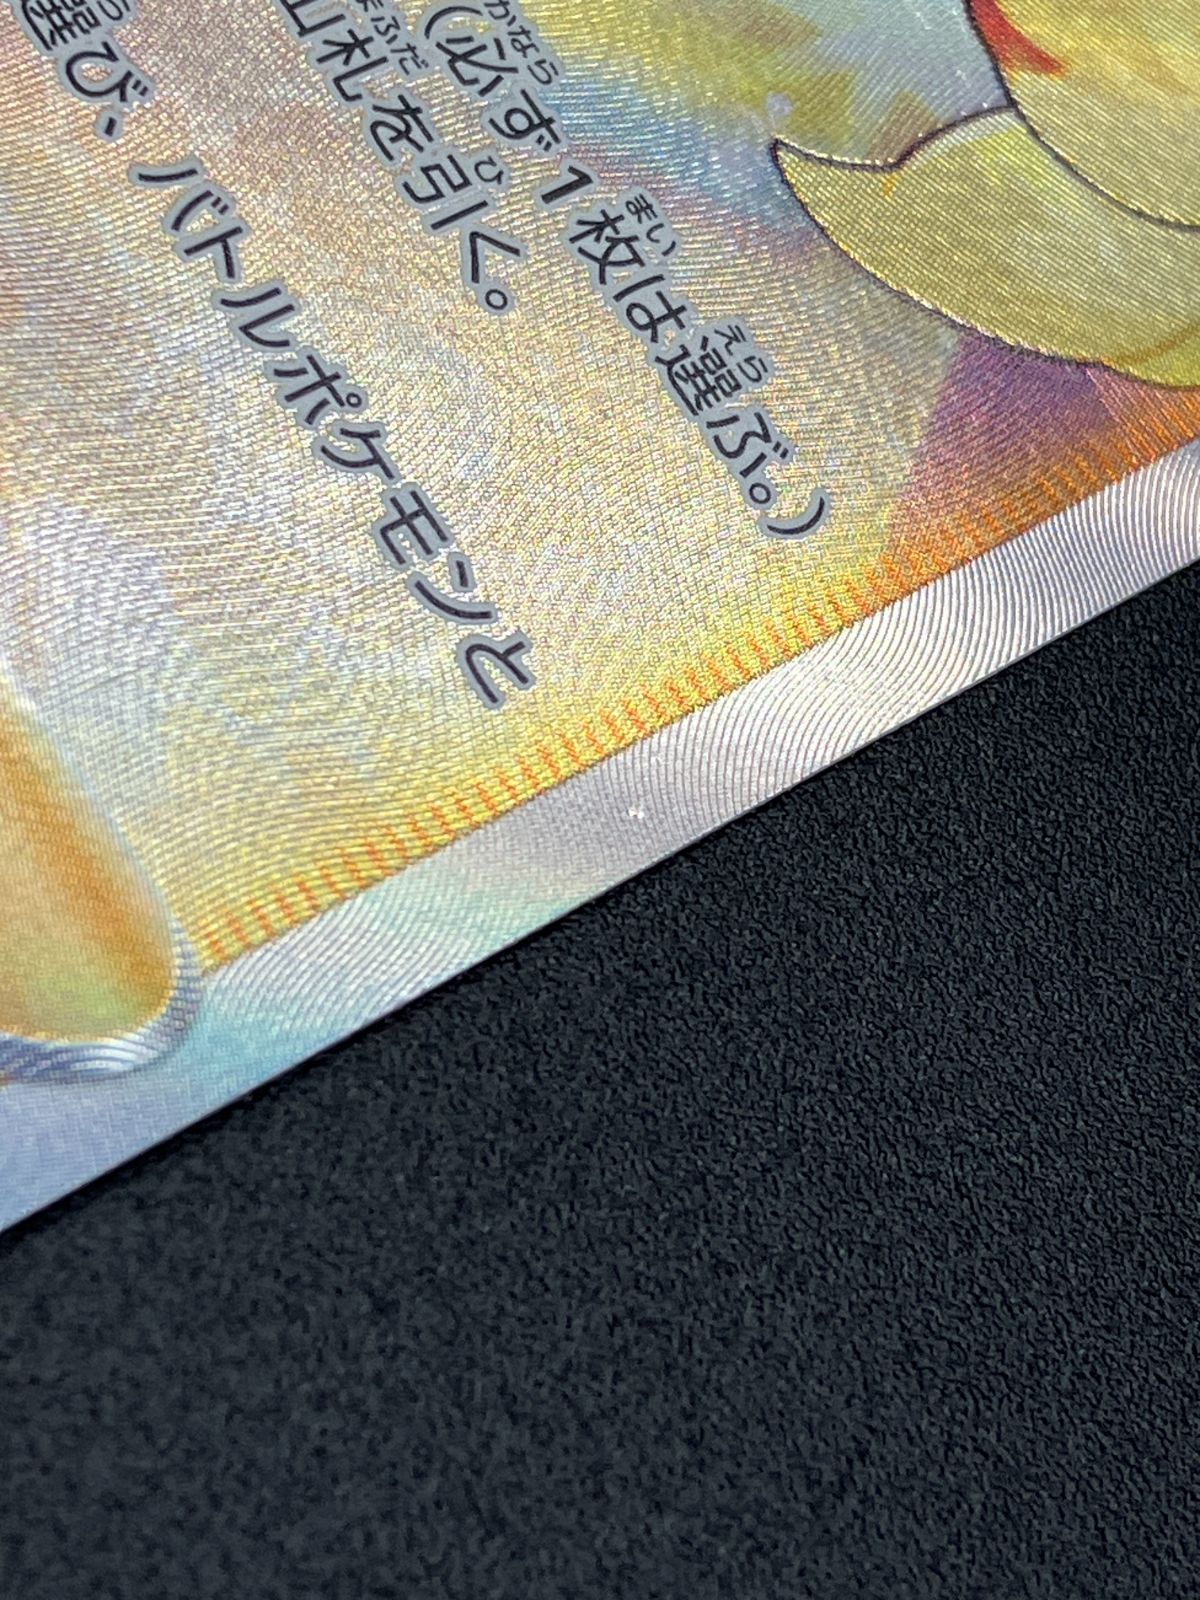 (必ず1枚は選ぶ。)
山札を引く。
選び、バトルポケモンと